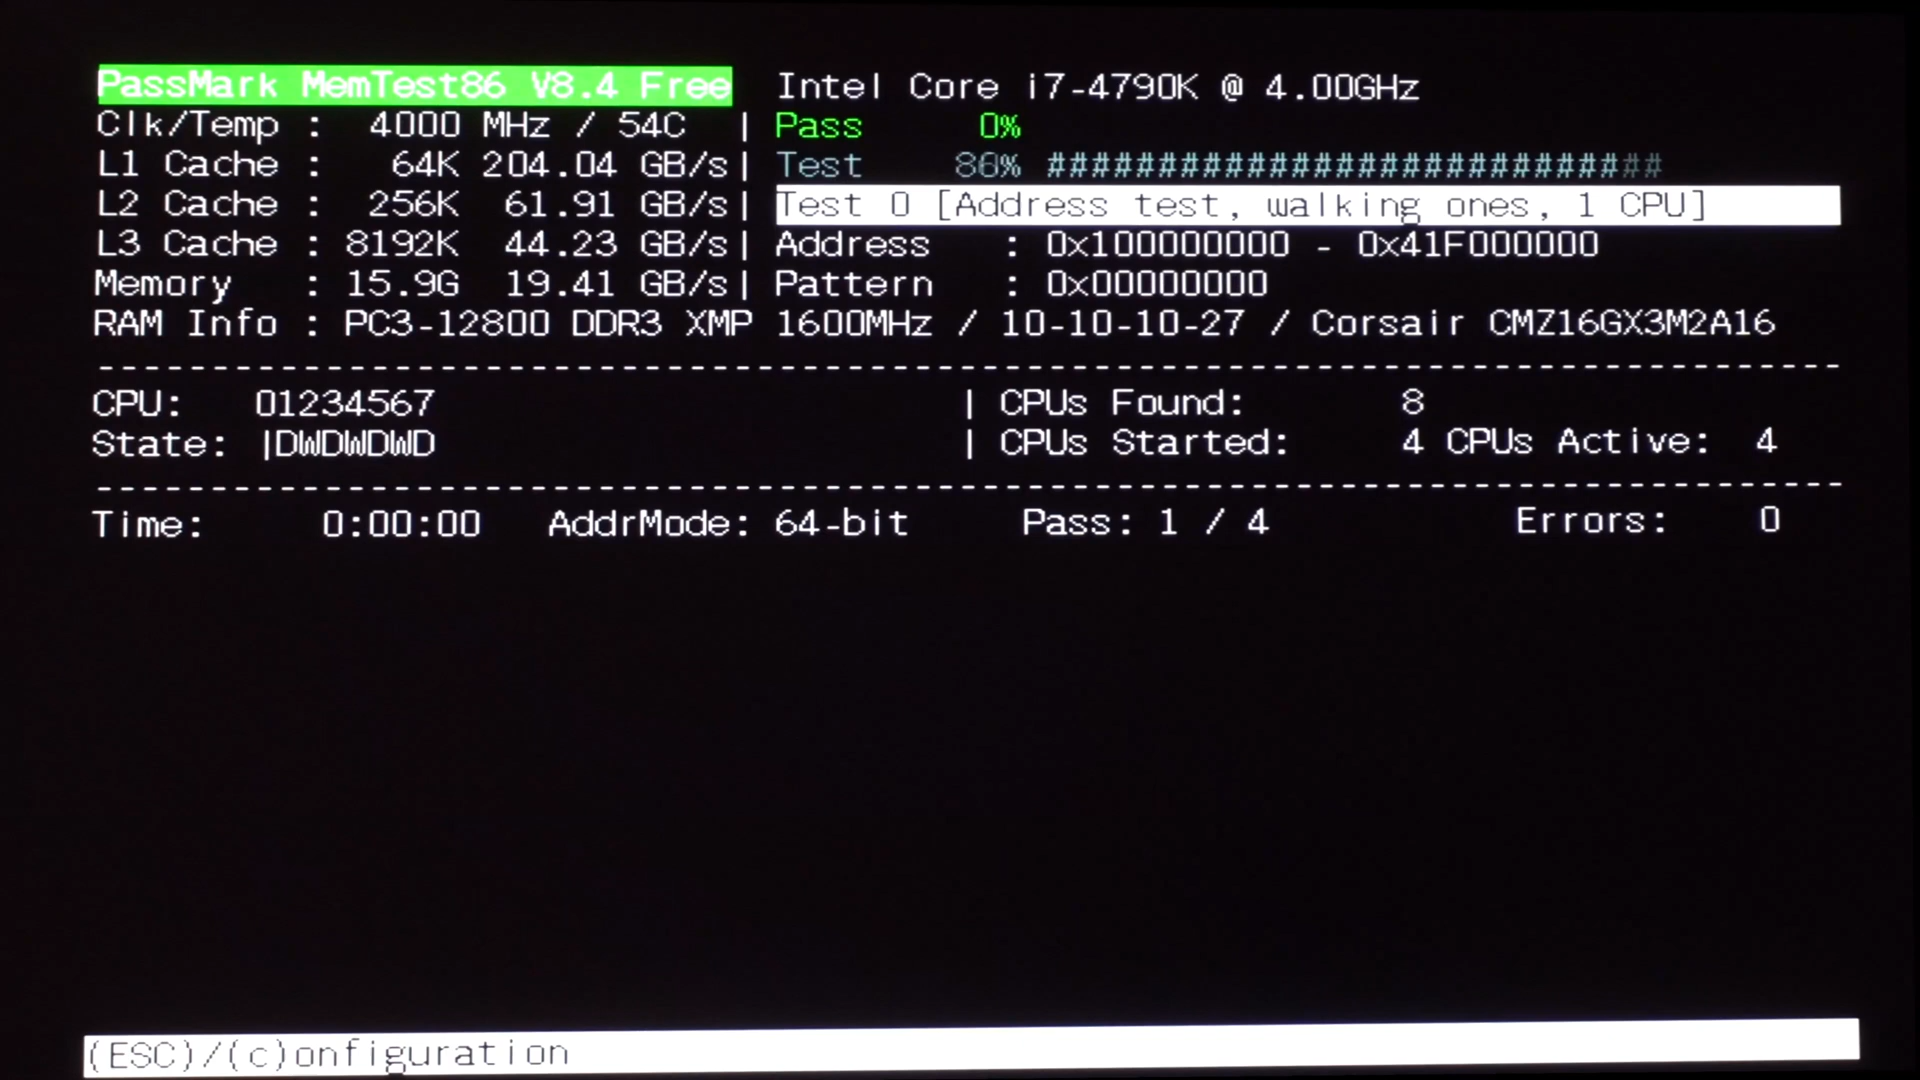 PassMark MemTest86 V8.4 Free Intel Core i7-4790K @ 4.00GHz
Clk/Temp : 4000 MHz / 54C | Pass 0%
L1 Cache : 64K 204.04 GB/s| Test ############################
L2 Cache : 256K 61.91 GB/s| Test 0 [Address test, walking ones, 1 CPU]
L3 Cache : 8192K 44.23 GB/s| Address : 0x100000000 - 0x41F000000
Memory : 15.9G 19.41 GB/s| Pattern : 0x00000000
RAM Info : PC3-12800 DDR3 XMP 1600MHz / 10-10-10-27 / Corsair CMZ16GX3M2A16
CPU: 01234567 | CPUs Found: 8
State: |DWDWDWD | CPUs Started: 4 CPUs Active: 4
Time: 0:00:00 AddrMode: 64-bit Pass: 1 / 4 Errors: 0
(ESC)/(c)onfiguration